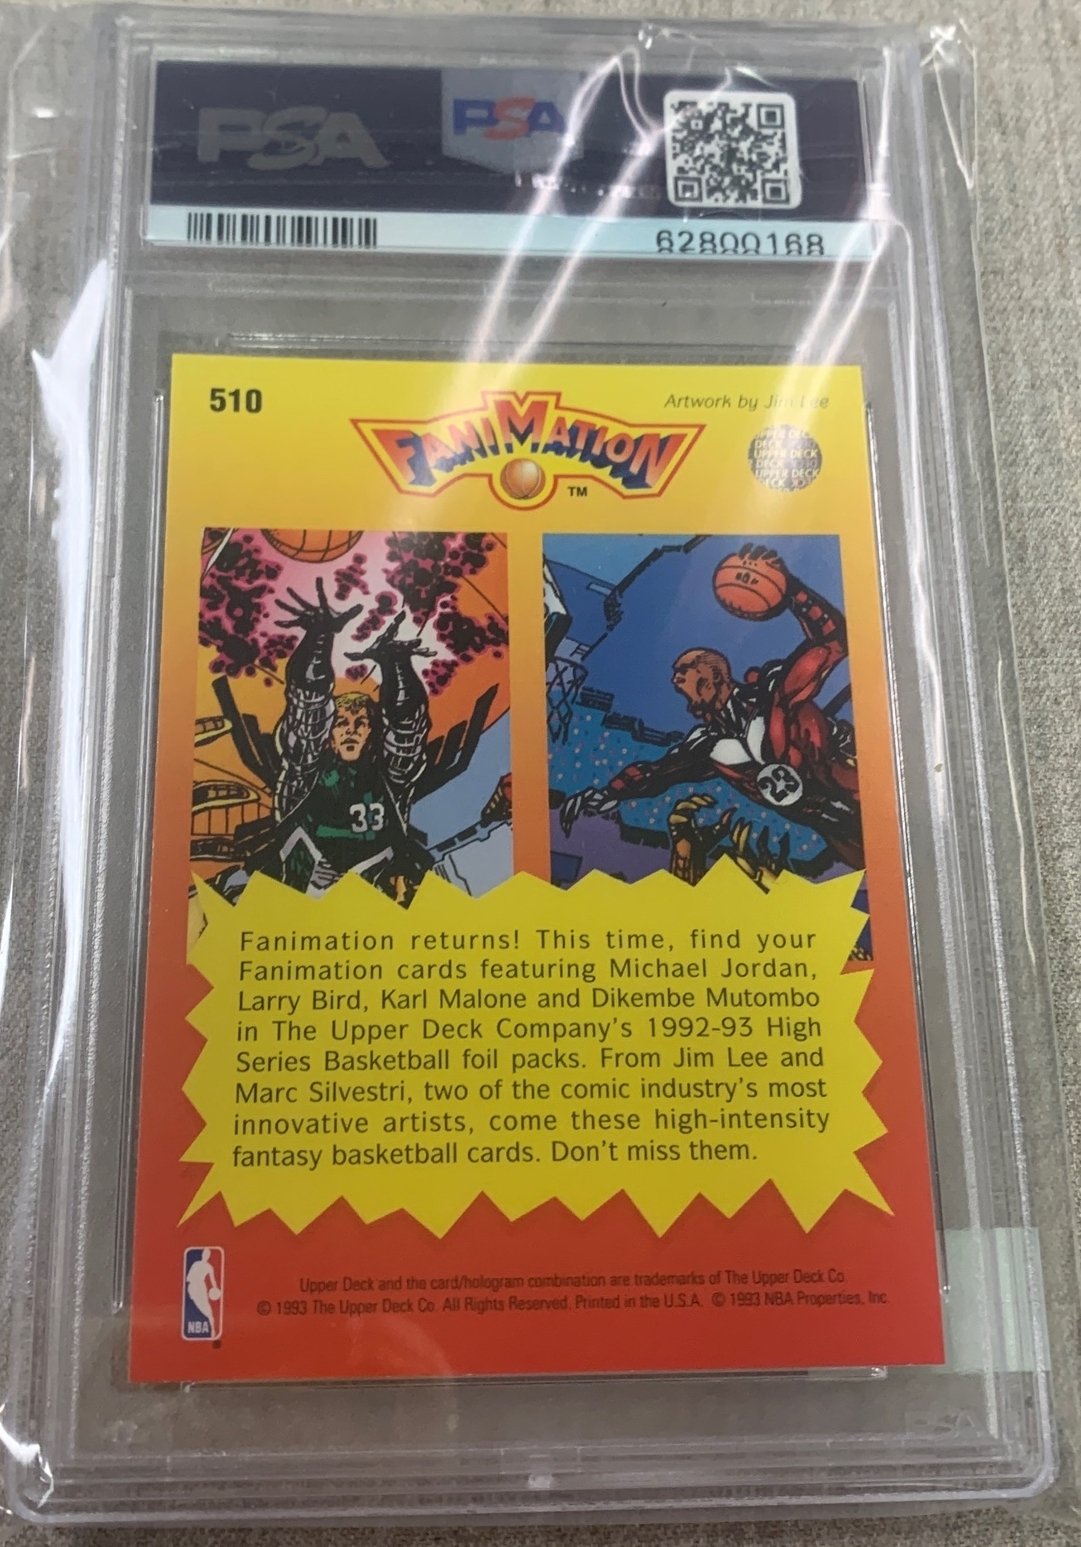 PSA
PSA
62800168
510
Artwork by Jim Lee
FANIMATION
TM
UPPER DECK
33
23
Fanimation returns! This time, find your
Fanimation cards featuring Michael Jordan,
Larry Bird, Karl Malone and Dikembe Mutombo
in The Upper Deck Company's 1992-93 High
Series Basketball foil packs. From Jim Lee and
Marc Silvestri, two of the comic industry's most
innovative artists, come these high-intensity
fantasy basketball cards. Don't miss them.
Upper Deck and the card/hologram combination are trademarks of The Upper Deck Co.
© 1993 The Upper Deck Co. All Rights Reserved. Printed in the U.S.A. © 1993 NBA Properties, Inc.
NBA
PSA